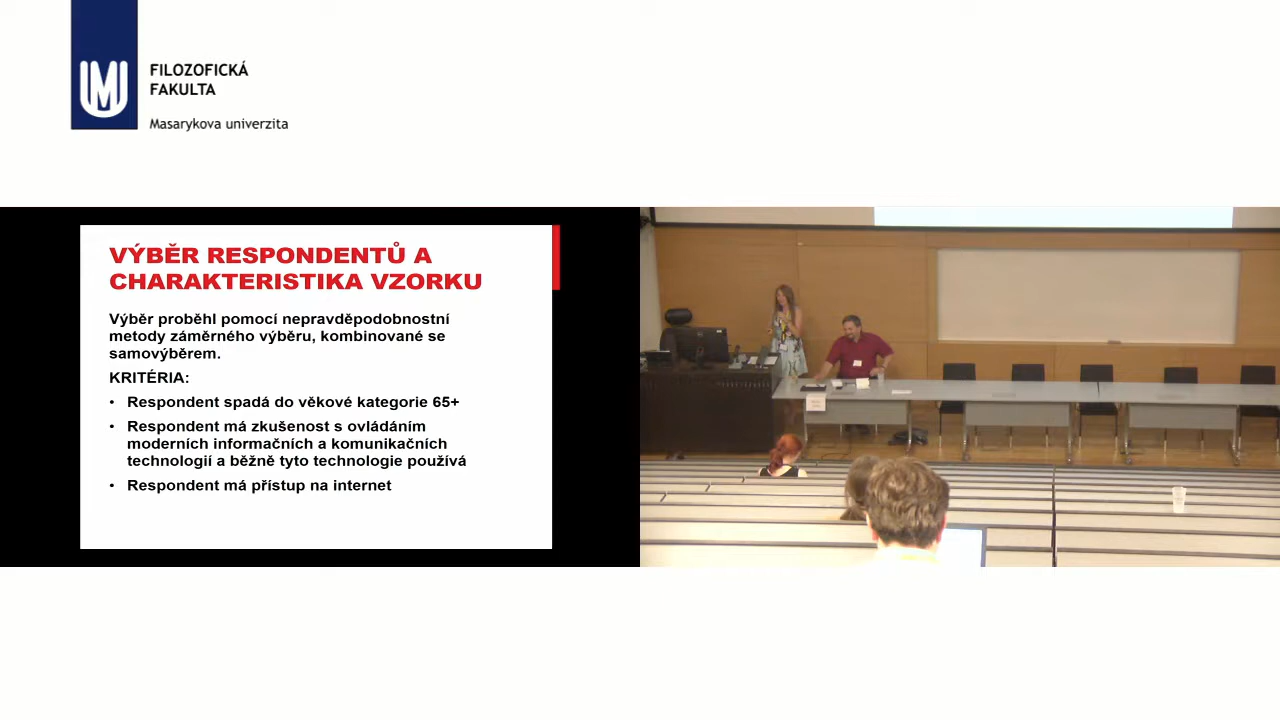 FILOZOFICKÁ
FAKULTA
Masarykova univerzita
VÝBĚR RESPONDENTŮ A
CHARAKTERISTIKA VZORKU
Výběr proběhl pomocí nepravděpodobnostní
metody záměrného výběru, kombinované se
samovýběrem.
KRITÉRIA:
• Respondent spadá do věkové kategorie 65+
• Respondent má zkušenost s ovládáním
moderních informačních a komunikačních
technologií a běžně tyto technologie používá
• Respondent má přístup na internet